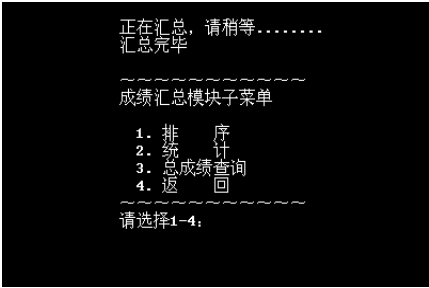 正在汇总，请稍等........
汇总完毕
～～～～～～～～～～～
成绩汇总模块子菜单
1. 排    序
2. 统    计
3. 总成绩查询
4. 返    回
～～～～～～～～～～～
请选择1-4: